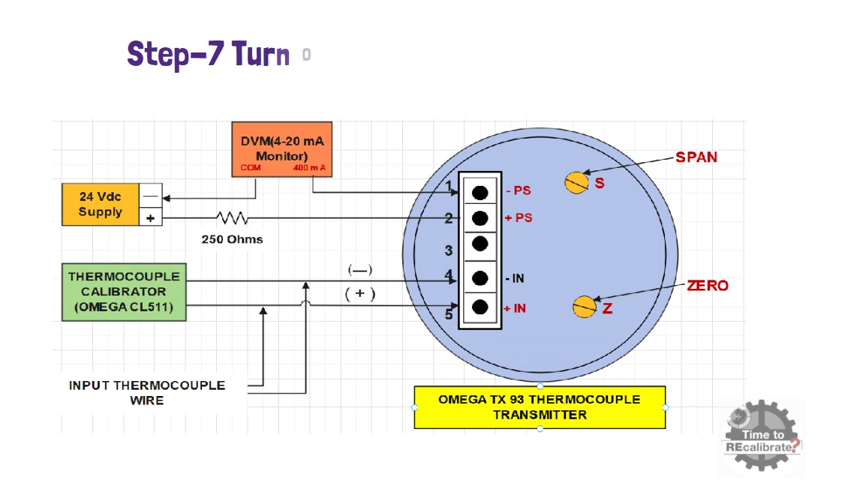 Step-7 Turn o
DVM(4-20 mA
Monitor)
COM 400 m A
24 Vdc
Supply
—
+
250 Ohms
THERMOCOUPLE
CALIBRATOR
(OMEGA CL511)
(—)
( + )
INPUT THERMOCOUPLE
WIRE
1
2
3
4
5
- PS
+ PS
- IN
+ IN
S
SPAN
Z
ZERO
OMEGA TX 93 THERMOCOUPLE
TRANSMITTER
Time to
REcalibrate?